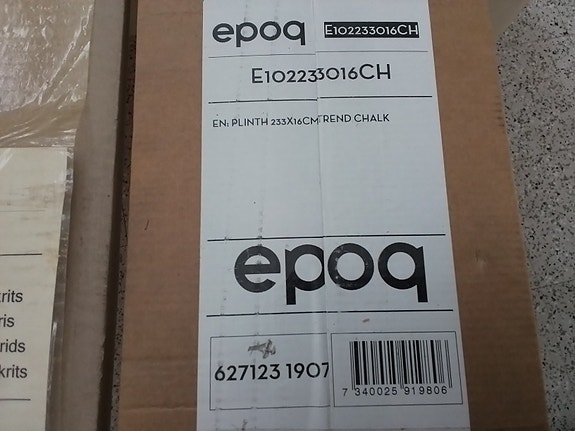 epoq E102233016CH
E102233016CH
EN: PLINTH 233X16CM TREND CHALK
epoq
627123 1907
7 340025 919806
krits
ris
rids
krits